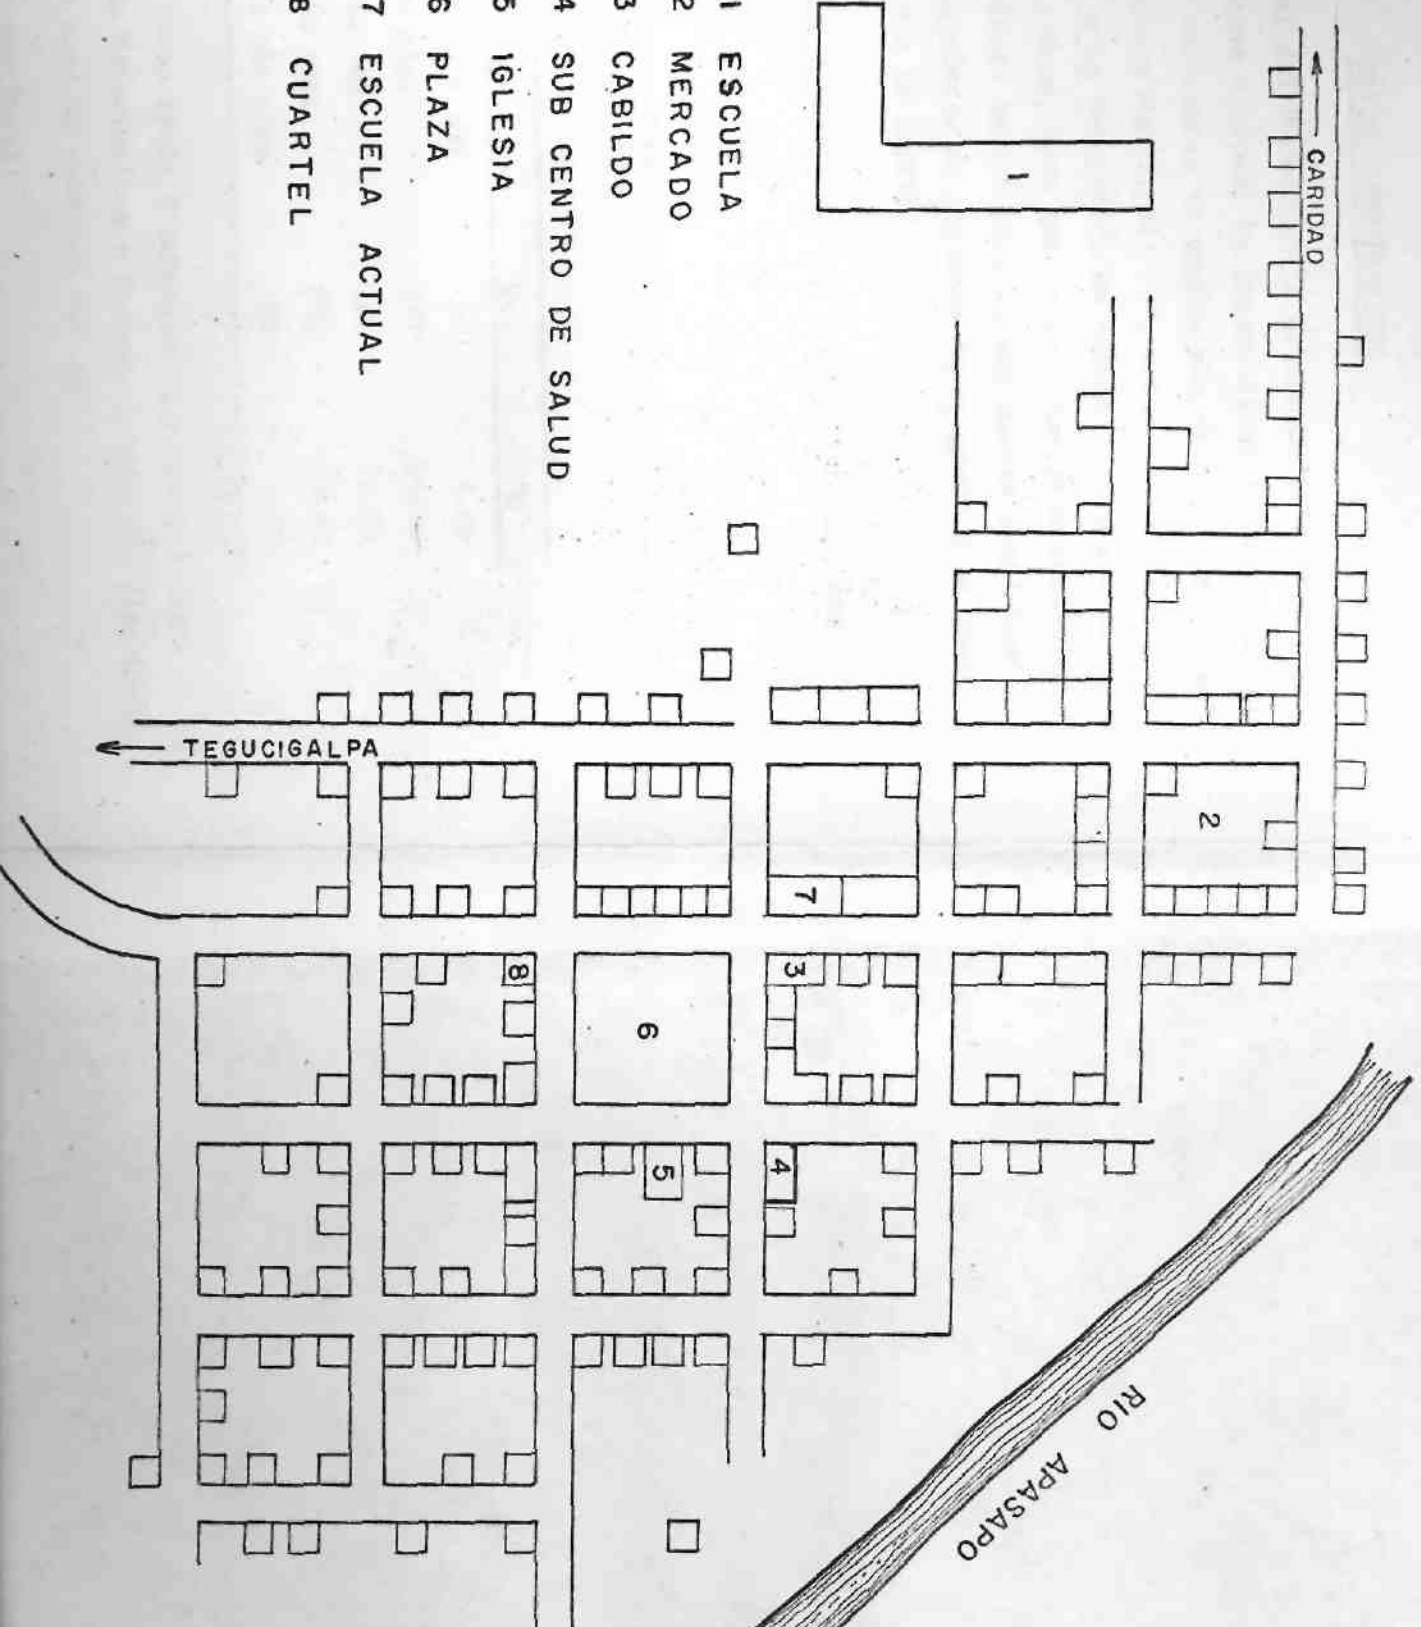 1 ESCUELA
2 MERCADO
3 CABILDO
4 SUB CENTRO DE SALUD
5 IGLESIA
6 PLAZA
7 ESCUELA ACTUAL
8 CUARTEL
CARIDAD
TEGUCIGALPA
RIO APASAPO
1
2
7
3
8
6
5
4